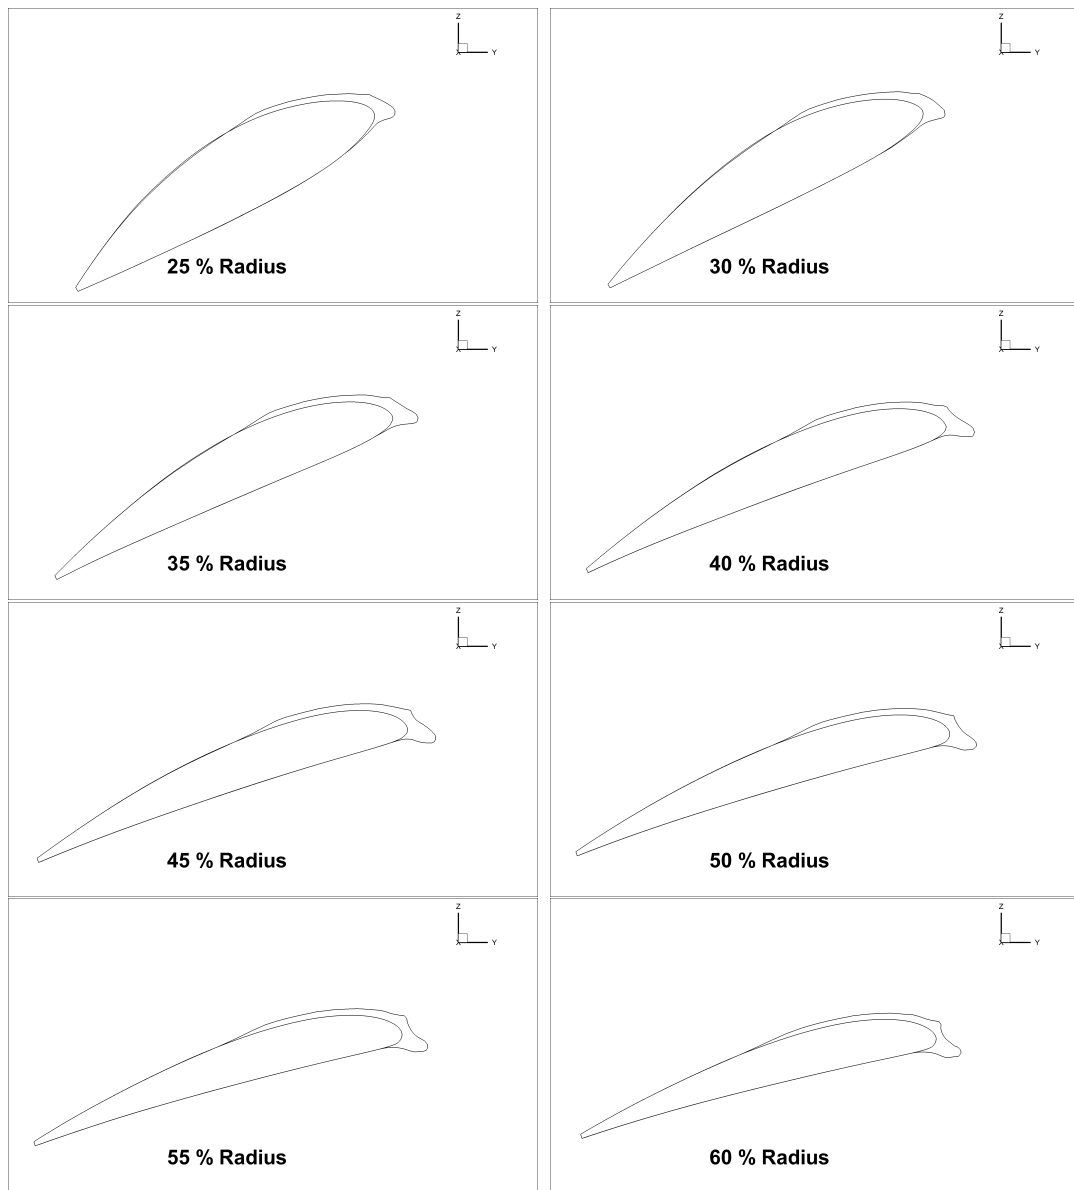 Z
X Y
25 % Radius
Z
X Y
30 % Radius
Z
X Y
35 % Radius
Z
X Y
40 % Radius
Z
X Y
45 % Radius
Z
X Y
50 % Radius
Z
X Y
55 % Radius
Z
X Y
60 % Radius